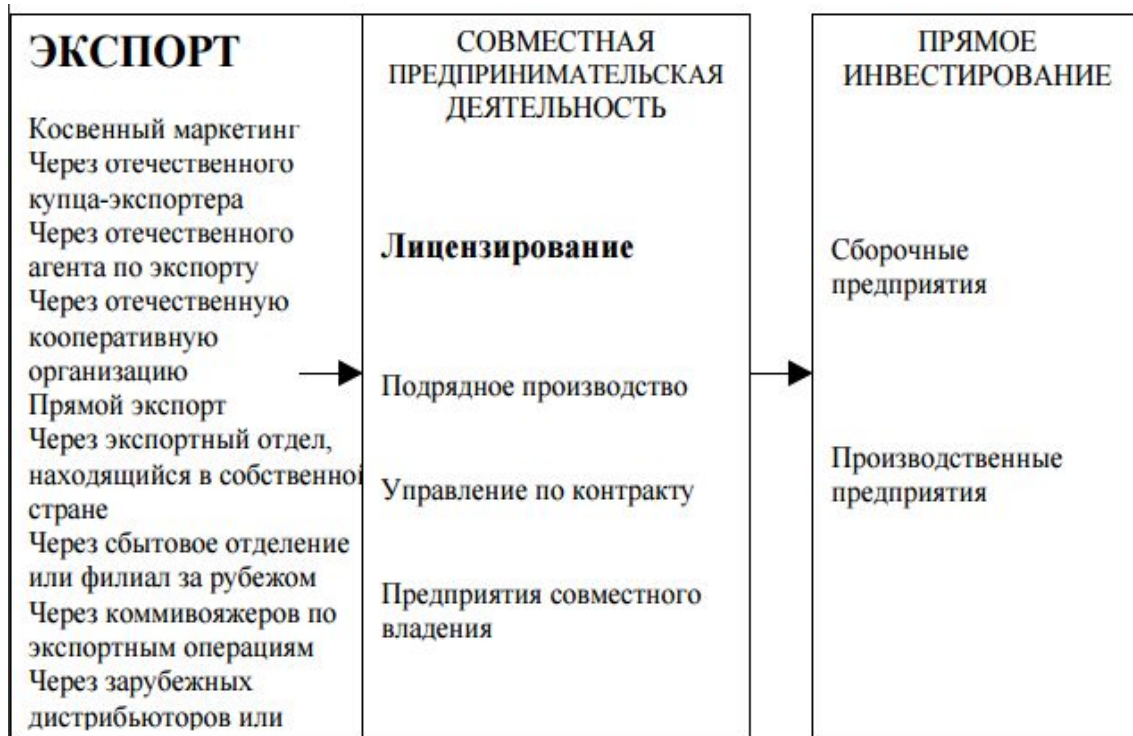 ЭКСПОРТ
Косвенный маркетинг
Через отечественного
купца-экспортера
Через отечественного
агента по экспорту
Через отечественную
кооперативную
организацию
Прямой экспорт
Через экспортный отдел,
находящийся в собственной
стране
Через сбытовое отделение
или филиал за рубежом
Через коммивояжеров по
экспортным операциям
Через зарубежных
дистрибьюторов или
СОВМЕСТНАЯ
ПРЕДПРИНИМАТЕЛЬСКАЯ
ДЕЯТЕЛЬНОСТЬ
Лицензирование
Подрядное производство
Управление по контракту
Предприятия совместного
владения
ПРЯМОЕ
ИНВЕСТИРОВАНИЕ
Сборочные
предприятия
Производственные
предприятия